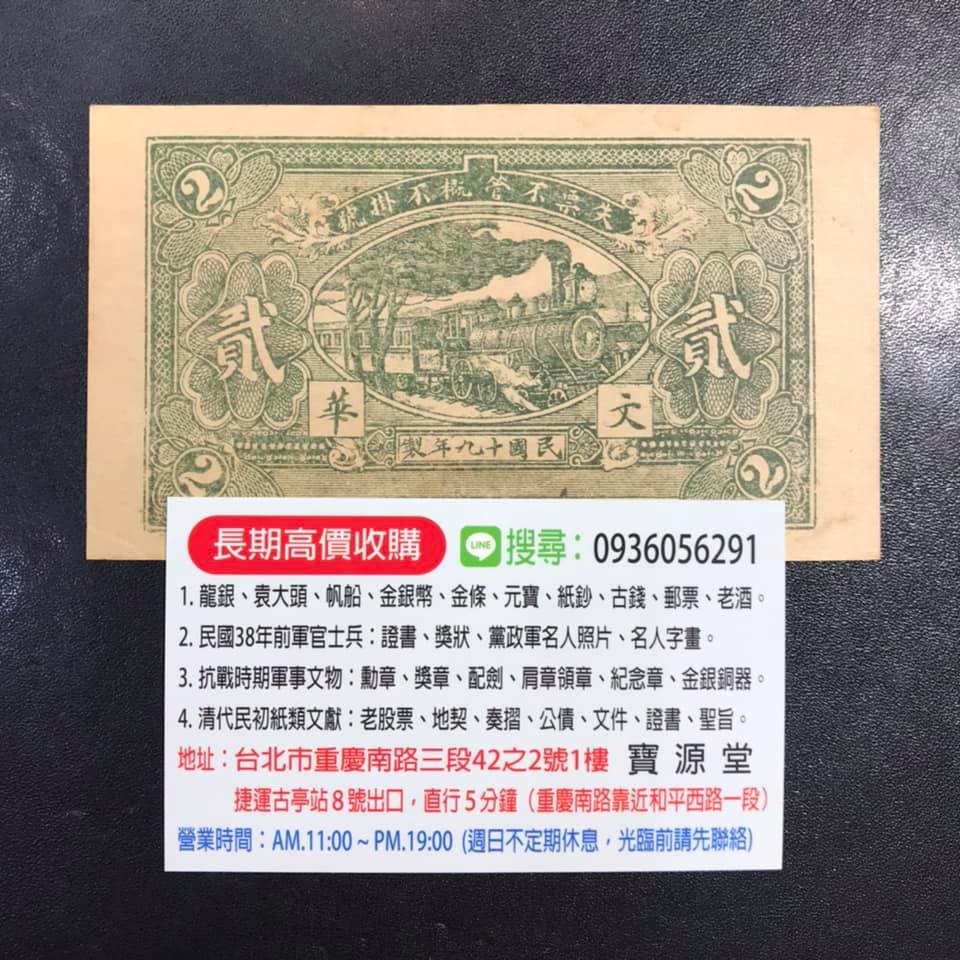 2 2
失票不管概不掛號
貳 貳
文華
民國十九年製
2 2
長期高價收購 LINE 搜尋：0936056291
1. 龍銀、袁大頭、帆船、金銀幣、金條、元寶、紙鈔、古錢、郵票、老酒。
2. 民國38年前軍官士兵：證書、獎狀、黨政軍名人照片、名人字畫。
3. 抗戰時期軍事文物：勳章、獎章、配劍、肩章領章、紀念章、金銀銅器。
4. 清代民初紙類文獻：老股票、地契、奏摺、公債、文件、證書、聖旨。
地址：台北市重慶南路三段42之2號1樓 寶源堂
捷運古亭站8號出口，直行5分鐘（重慶南路靠近和平西路一段）
營業時間：AM.11:00 ~ PM.19:00 (週日不定期休息，光臨前請先聯絡)